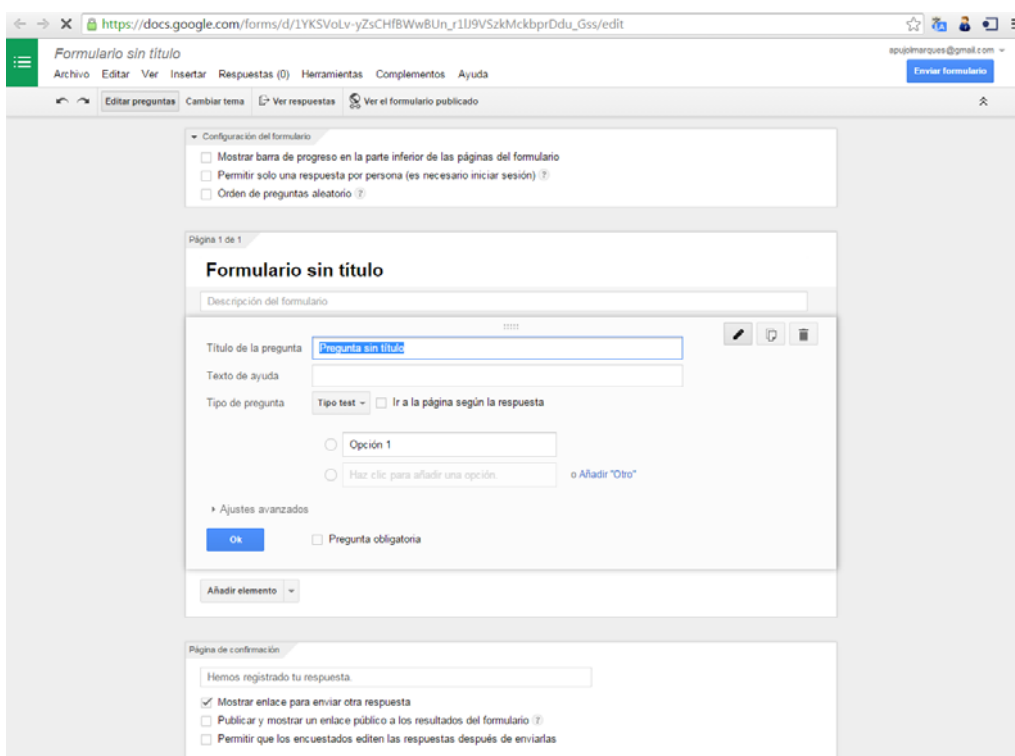 https://docs.google.com/forms/d/1YKSVoLv-yZsCHfBWwBUn_r1lJ9VSzkMckbprDdu_Gss/edit
Formulario sin título
apujolmarques@gmail.com
Archivo Editar Ver Insertar Respuestas (0) Herramientas Complementos Ayuda
Enviar formulario
Editar preguntas Cambiar tema Ver respuestas Ver el formulario publicado
Configuración del formulario
Mostrar barra de progreso en la parte inferior de las páginas del formulario
Permitir solo una respuesta por persona (es necesario iniciar sesión) ?
Orden de preguntas aleatorio ?
Página 1 de 1
Formulario sin título
Descripción del formulario
Título de la pregunta Pregunta sin título
Texto de ayuda
Tipo de pregunta Tipo test Ir a la página según la respuesta
Opción 1
Haz clic para añadir una opción. o Añadir "Otro"
Ajustes avanzados
Ok Pregunta obligatoria
Añadir elemento
Página de confirmación
Hemos registrado tu respuesta.
Mostrar enlace para enviar otra respuesta
Publicar y mostrar un enlace público a los resultados del formulario ?
Permitir que los encuestados editen las respuestas después de enviarlas